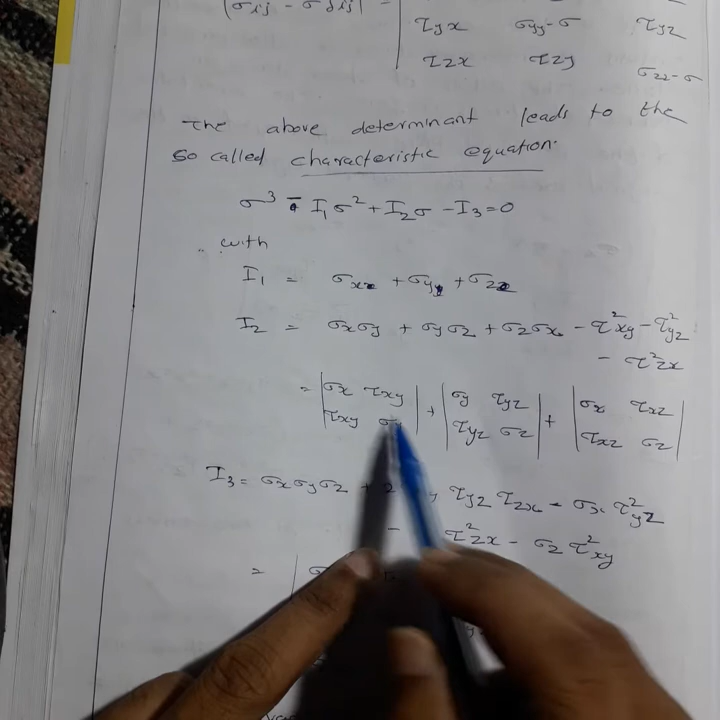 |σij - σδij| =
τyx σyy-σ τyz
τzx τzy σzz-σ
The above determinant leads to the
so called characteristic equation.
σ³ - I₁σ² + I₂σ - I₃ = 0
with
I₁ = σxx + σyy + σzz
I₂ = σxσy + σyσz + σzσx - τ²xy - τ²yz
- τ²zx
= |σx τxy| + |σy τyz| + |σx τxz|
|τxy | |τyz σz| |τxz σz|
I₃ = σxσyσz + 2 τyz τzx - σx τ²yz
- τ²zx - σz τ²xy
= |